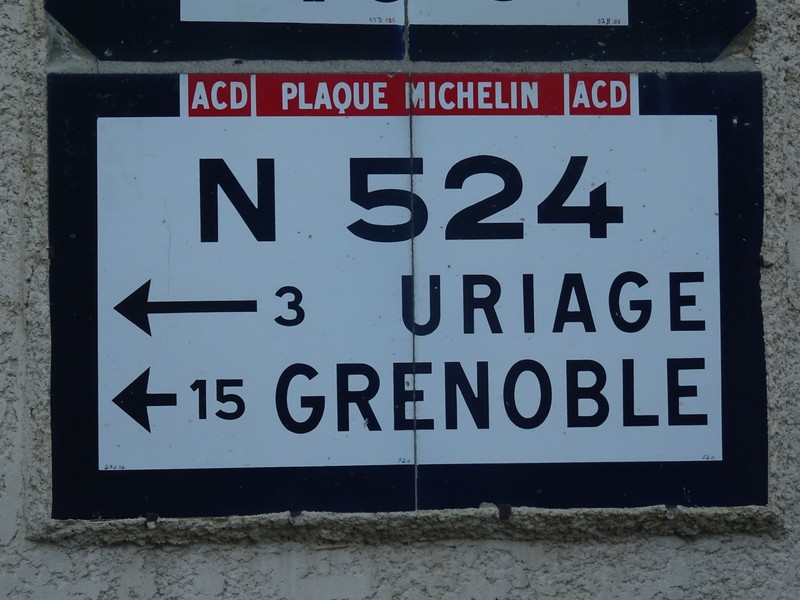 ACD PLAQUE MICHELIN ACD
N 524
← 3 URIAGE
← 15 GRENOBLE